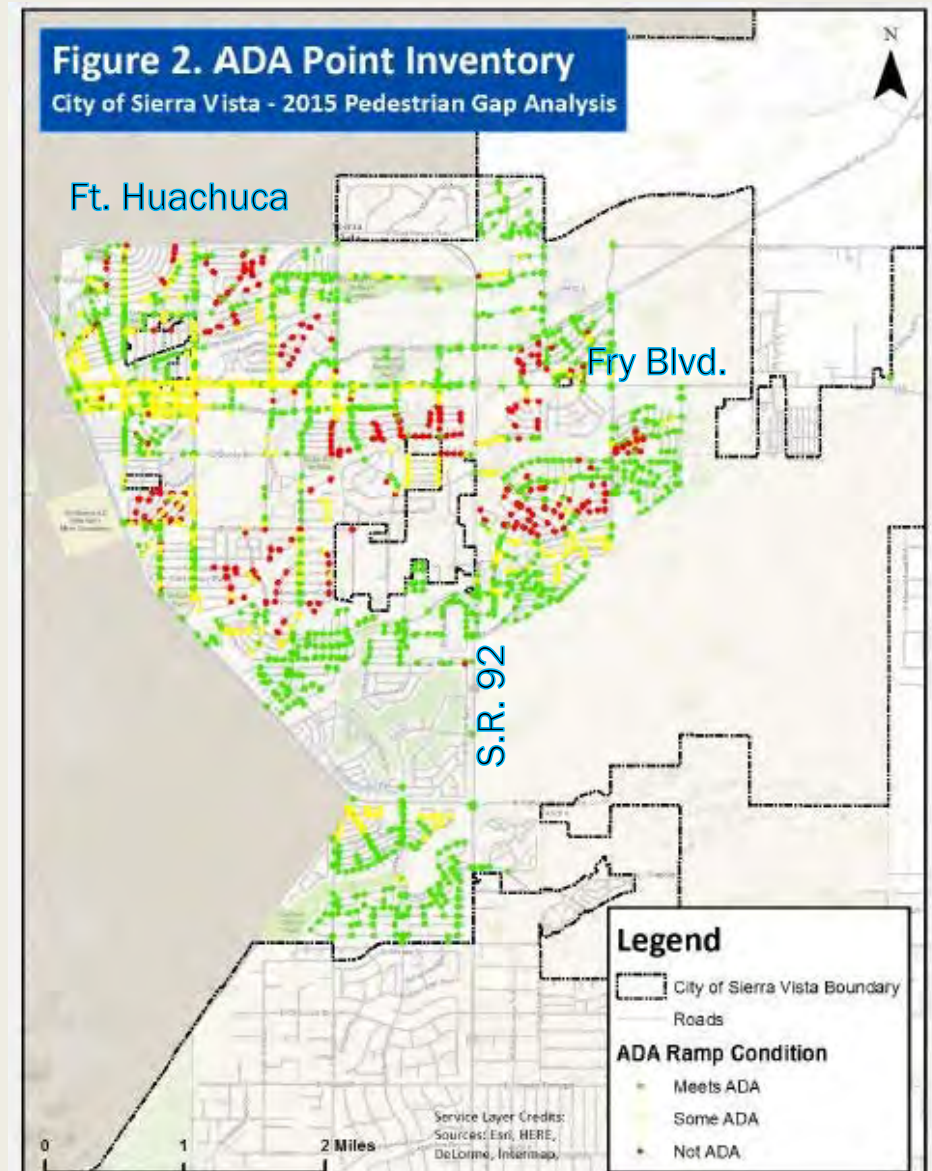 Figure 2. ADA Point Inventory
City of Sierra Vista - 2015 Pedestrian Gap Analysis
N
Ft. Huachuca
Fry Blvd.
S.R. 92
Legend
City of Sierra Vista Boundary
Roads
ADA Ramp Condition
Meets ADA
Some ADA
Not ADA
Service Layer Credits:
Sources: Esri, HERE,
DeLorme, Intermap,
0 1 2 Miles